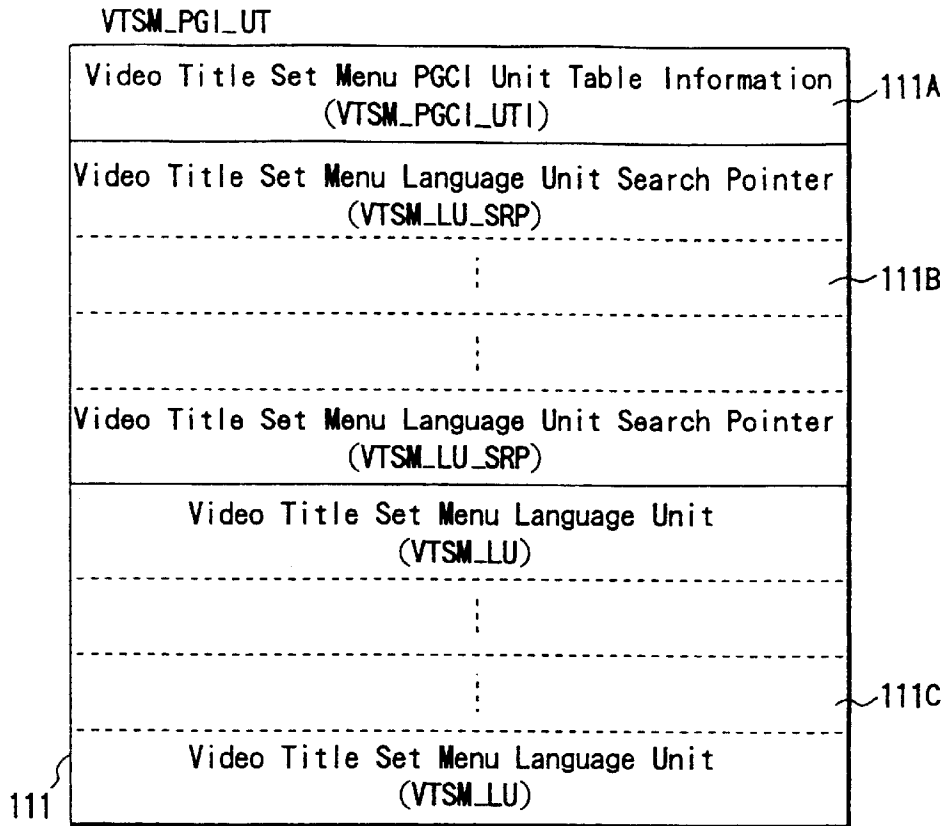 VTSM_PGI_UT
Video Title Set Menu PGCI Unit Table Information
(VTSM_PGCI_UTI)
111A
Video Title Set Menu Language Unit Search Pointer
(VTSM_LU_SRP)
111B
Video Title Set Menu Language Unit Search Pointer
(VTSM_LU_SRP)
Video Title Set Menu Language Unit
(VTSM_LU)
111C
Video Title Set Menu Language Unit
(VTSM_LU)
111